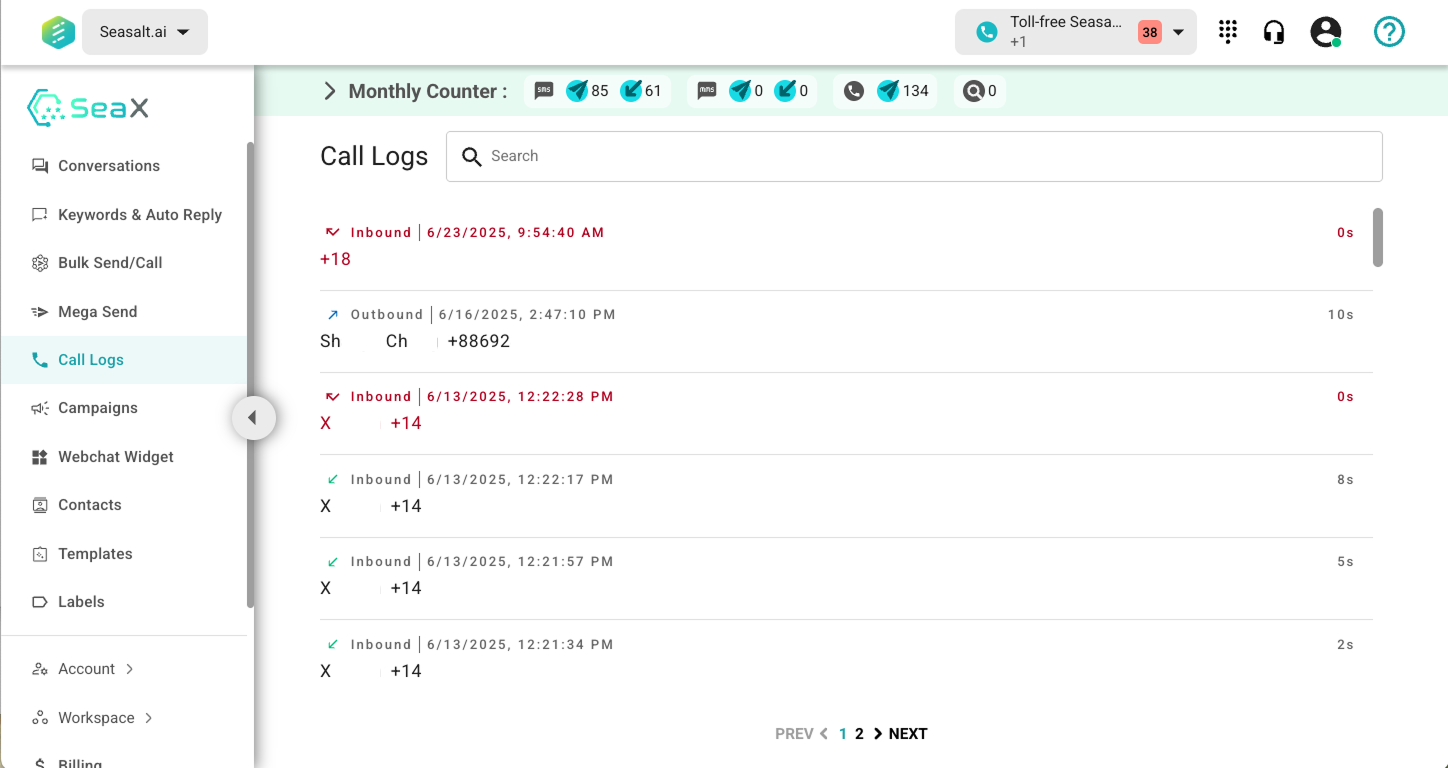 Seasalt.ai
Toll-free Seasa...
+1
38
SeaX
Conversations
Keywords & Auto Reply
Bulk Send/Call
Mega Send
Call Logs
Campaigns
Webchat Widget
Contacts
Templates
Labels
Account
Workspace
Billing
Monthly Counter :
sms 85 61
mms 0 0
134
0
Call Logs
Search
Inbound | 6/23/2025, 9:54:40 AM 0s
+18
Outbound | 6/16/2025, 2:47:10 PM 10s
Sh Ch +88692
Inbound | 6/13/2025, 12:22:28 PM 0s
X +14
Inbound | 6/13/2025, 12:22:17 PM 8s
X +14
Inbound | 6/13/2025, 12:21:57 PM 5s
X +14
Inbound | 6/13/2025, 12:21:34 PM 2s
X +14
PREV 1 2 NEXT